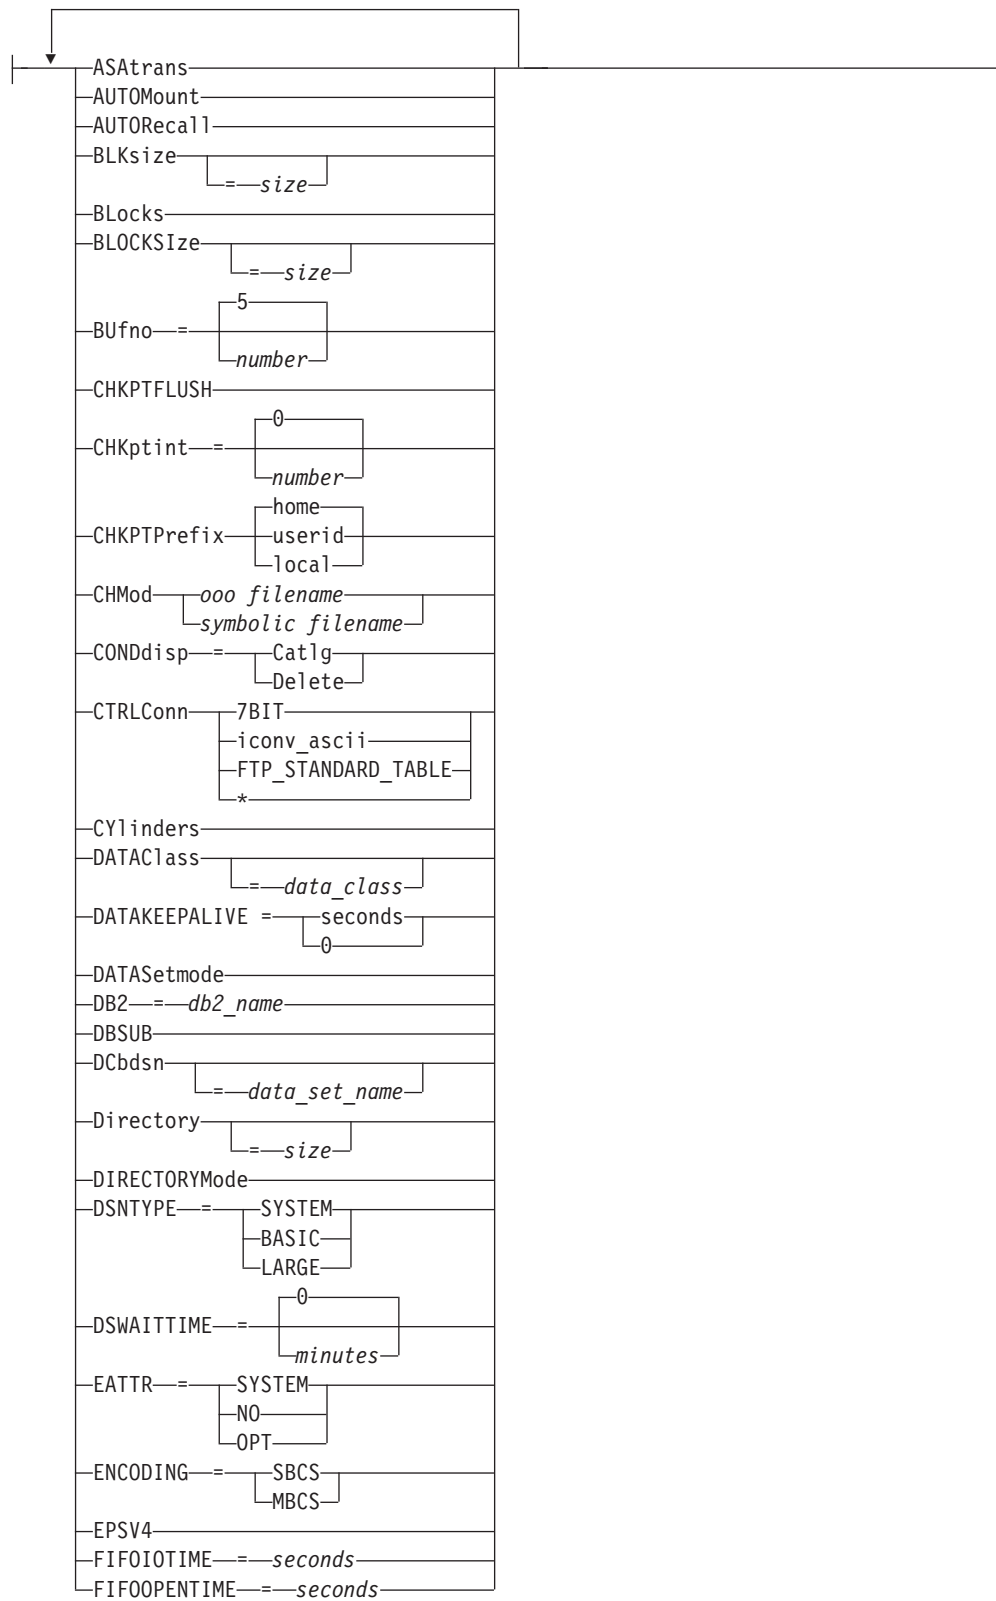 ASAtrans
AUTOMount
AUTORecall
BLKsize
=size
BLocks
BLOCKSIze
=size
5
BUfno =
number
CHKPTFLUSH
0
CHKptint =
number
home
CHKPTPrefix userid
local
CHMod ooo filename
symbolic filename
CONDdisp = Catlg
Delete
CTRLConn 7BIT
iconv_ascii
FTP_STANDARD_TABLE
*
CYlinders
DATAClass
=data_class
DATAKEEPALIVE = seconds
0
DATASetmode
DB2 = db2_name
DBSUB
DCbdsn
=data_set_name
Directory
=size
DIRECTORYMode
DSNTYPE = SYSTEM
BASIC
LARGE
0
DSWAITTIME =
minutes
EATTR = SYSTEM
NO
OPT
ENCODING = SBCS
MBCS
EPSV4
FIFOIOTIME = seconds
FIFOOPENTIME = seconds